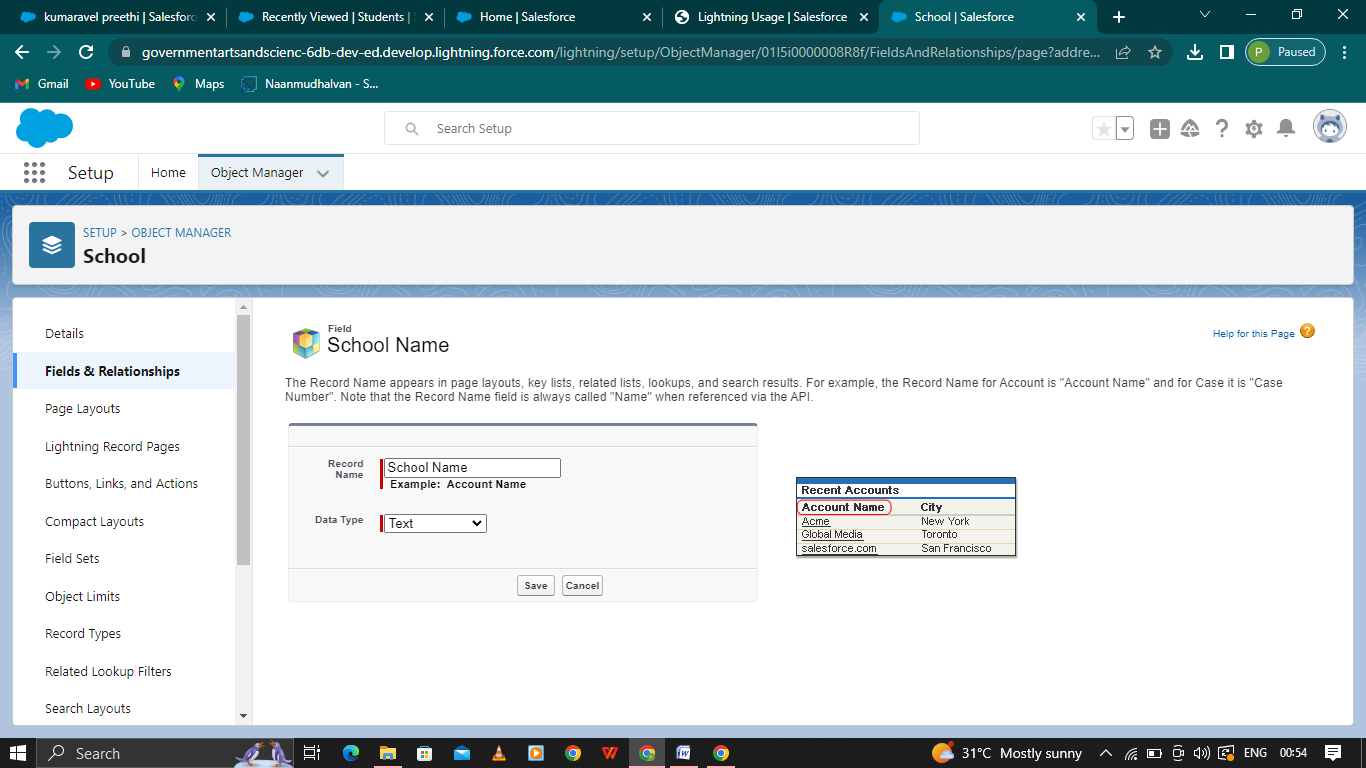 kumaravel preethi | Salesforc
Recently Viewed | Students |
Home | Salesforce
Lightning Usage | Salesforce
School | Salesforce
governmentartsandscienc-6db-dev-ed.develop.lightning.force.com/lightning/setup/ObjectManager/01I5i0000008R8f/FieldsAndRelationships/page?addre...
P Paused
Gmail
YouTube
Maps
Naanmudhalvan - S...
Search Setup
Setup
Home
Object Manager
SETUP > OBJECT MANAGER
School
Details
Fields & Relationships
Page Layouts
Lightning Record Pages
Buttons, Links, and Actions
Compact Layouts
Field Sets
Object Limits
Record Types
Related Lookup Filters
Search Layouts
Field
School Name
Help for this Page ?
The Record Name appears in page layouts, key lists, related lists, lookups, and search results. For example, the Record Name for Account is "Account Name" and for Case it is "Case
Number". Note that the Record Name field is always called "Name" when referenced via the API.
Record
Name
School Name
Example: Account Name
Data Type
Text
Save
Cancel
Recent Accounts
Account Name City
Acme New York
Global Media Toronto
salesforce.com San Francisco
Search
31°C Mostly sunny
ENG
00:54